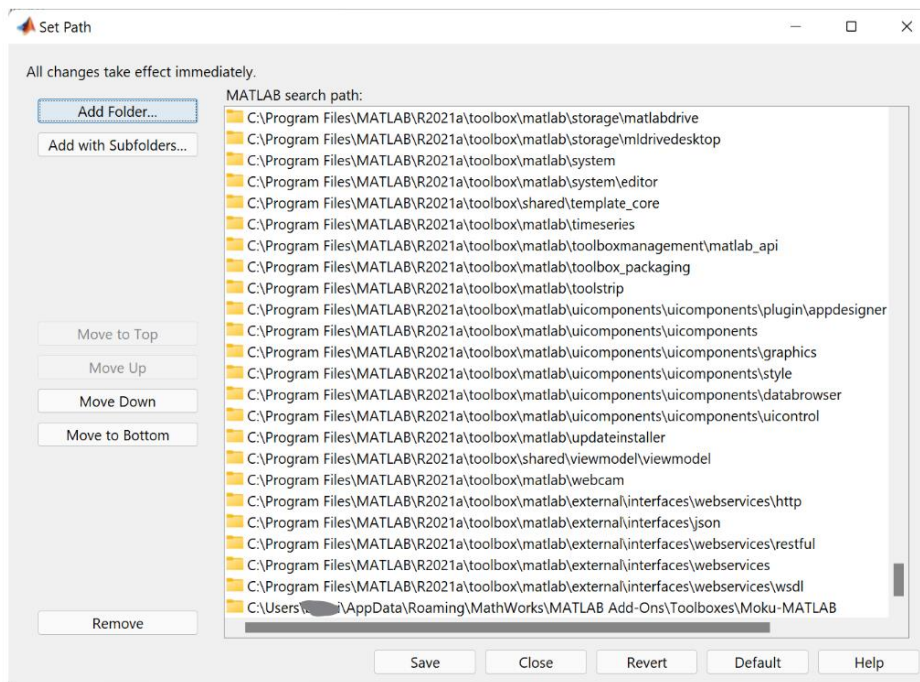 Set Path
All changes take effect immediately.
MATLAB search path:
Add Folder...
Add with Subfolders...
Move to Top
Move Up
Move Down
Move to Bottom
Remove
C:\Program Files\MATLAB\R2021a\toolbox\matlab\storage\matlabdrive
C:\Program Files\MATLAB\R2021a\toolbox\matlab\storage\mldrivedesktop
C:\Program Files\MATLAB\R2021a\toolbox\matlab\system
C:\Program Files\MATLAB\R2021a\toolbox\matlab\system\editor
C:\Program Files\MATLAB\R2021a\toolbox\shared\template_core
C:\Program Files\MATLAB\R2021a\toolbox\matlab\timeseries
C:\Program Files\MATLAB\R2021a\toolbox\matlab\toolboxmanagement\matlab_api
C:\Program Files\MATLAB\R2021a\toolbox\matlab\toolbox_packaging
C:\Program Files\MATLAB\R2021a\toolbox\matlab\toolstrip
C:\Program Files\MATLAB\R2021a\toolbox\matlab\uicomponents\uicomponents\plugin\appdesigner
C:\Program Files\MATLAB\R2021a\toolbox\matlab\uicomponents\uicomponents
C:\Program Files\MATLAB\R2021a\toolbox\matlab\uicomponents\uicomponents\graphics
C:\Program Files\MATLAB\R2021a\toolbox\matlab\uicomponents\uicomponents\style
C:\Program Files\MATLAB\R2021a\toolbox\matlab\uicomponents\uicomponents\databrowser
C:\Program Files\MATLAB\R2021a\toolbox\matlab\uicomponents\uicomponents\uicontrol
C:\Program Files\MATLAB\R2021a\toolbox\matlab\updateinstaller
C:\Program Files\MATLAB\R2021a\toolbox\shared\viewmodel\viewmodel
C:\Program Files\MATLAB\R2021a\toolbox\matlab\webcam
C:\Program Files\MATLAB\R2021a\toolbox\matlab\external\interfaces\webservices\http
C:\Program Files\MATLAB\R2021a\toolbox\matlab\external\interfaces\json
C:\Program Files\MATLAB\R2021a\toolbox\matlab\external\interfaces\webservices\restful
C:\Program Files\MATLAB\R2021a\toolbox\matlab\external\interfaces\webservices
C:\Program Files\MATLAB\R2021a\toolbox\matlab\external\interfaces\webservices\wsdl
C:\Users\ \AppData\Roaming\MathWorks\MATLAB Add-Ons\Toolboxes\Moku-MATLAB
Save Close Revert Default Help